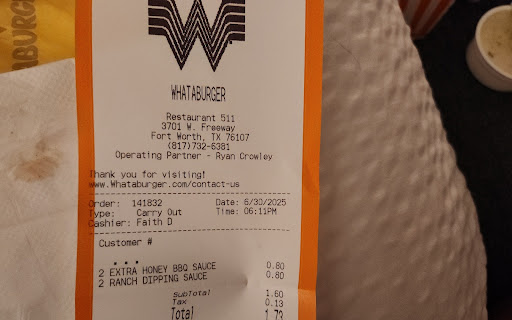 ABURG
W
WHATABURGER
Restaurant 511
3701 W. Freeway
Fort Worth, TX 76107
(817)732-6381
Operating Partner - Ryan Crowley
Thank you for visiting!
www.Whataburger.com/contact-us
Order: 141832 Date: 6/30/2025
Type: Carry Out Time: 06:11PM
Cashier: Faith D
Customer #
...
2 EXTRA HONEY BBQ SAUCE 0.80
2 RANCH DIPPING SAUCE 0.80
SubTotal 1.60
Tax 0.13
Total 1.73